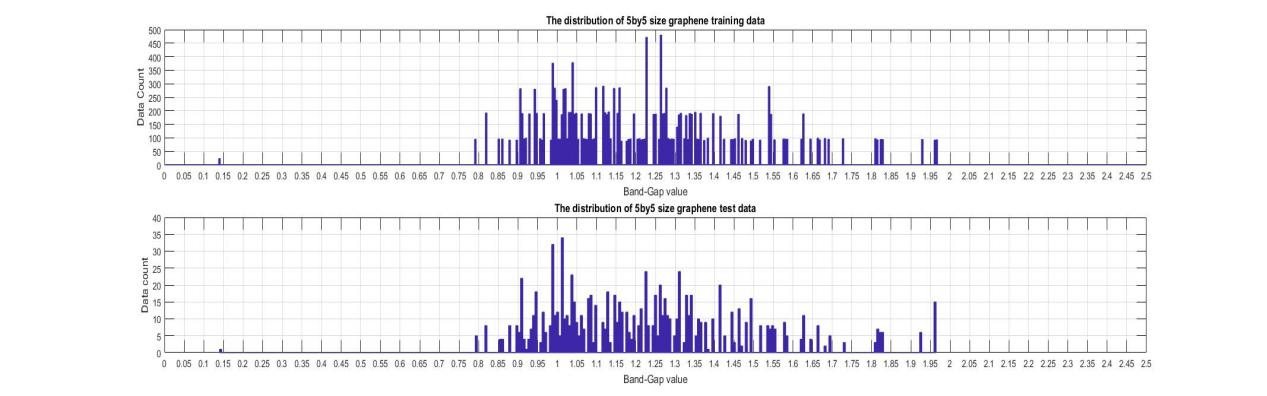 The distribution of 5by5 size graphene training data
500
450
400
350
300
250
200
150
100
50
0
Data Count
0 0.05 0.1 0.15 0.2 0.25 0.3 0.35 0.4 0.45 0.5 0.55 0.6 0.65 0.7 0.75 0.8 0.85 0.9 0.95 1 1.05 1.1 1.15 1.2 1.25 1.3 1.35 1.4 1.45 1.5 1.55 1.6 1.65 1.7 1.75 1.8 1.85 1.9 1.95 2 2.05 2.1 2.15 2.2 2.25 2.3 2.35 2.4 2.45 2.5
Band-Gap value
The distribution of 5by5 size graphene test data
40
35
30
25
20
15
10
5
0
Data count
0 0.05 0.1 0.15 0.2 0.25 0.3 0.35 0.4 0.45 0.5 0.55 0.6 0.65 0.7 0.75 0.8 0.85 0.9 0.95 1 1.05 1.1 1.15 1.2 1.25 1.3 1.35 1.4 1.45 1.5 1.55 1.6 1.65 1.7 1.75 1.8 1.85 1.9 1.95 2 2.05 2.1 2.15 2.2 2.25 2.3 2.35 2.4 2.45 2.5
Band-Gap value